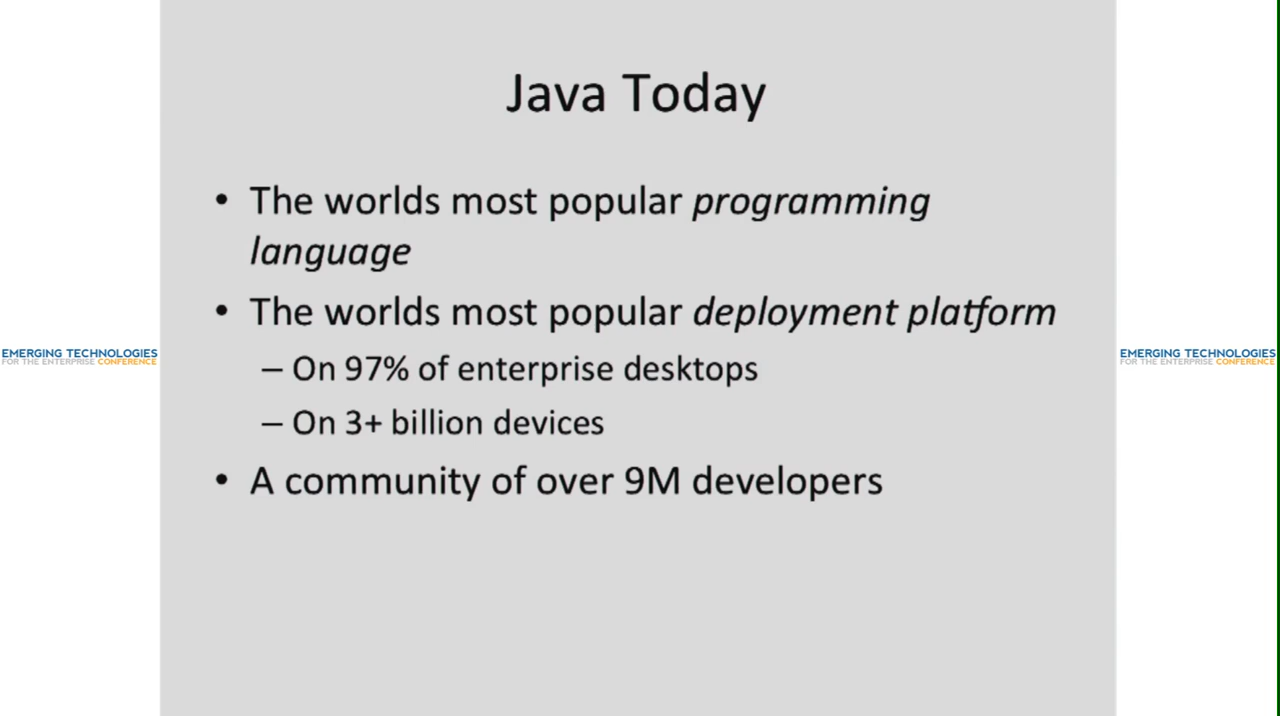 Java Today
• The worlds most popular programming
language
• The worlds most popular deployment platform
– On 97% of enterprise desktops
– On 3+ billion devices
• A community of over 9M developers
EMERGING TECHNOLOGIES
FOR THE ENTERPRISE CONFERENCE
EMERGING TECHNOLOGIES
FOR THE ENTERPRISE CONFERENCE